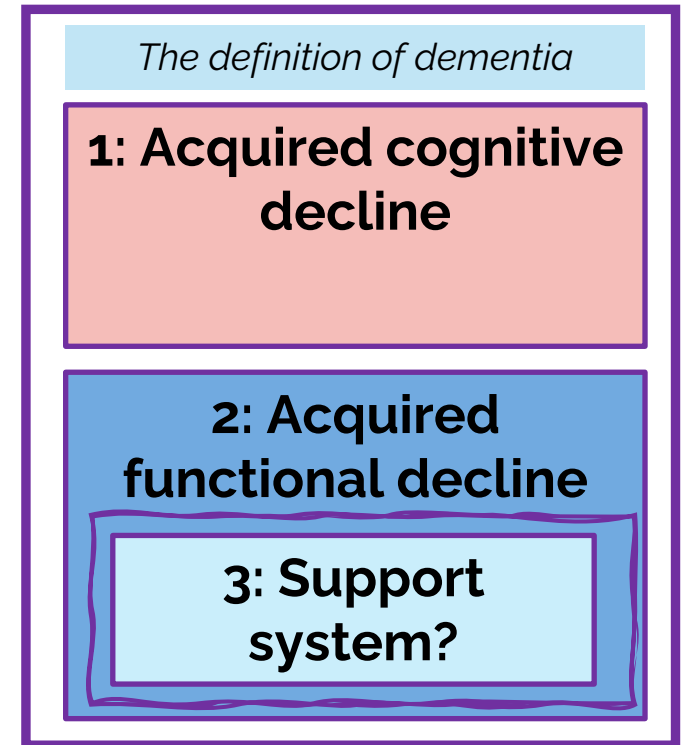 The definition of dementia
1: Acquired cognitive
decline
2: Acquired
functional decline
3: Support
system?